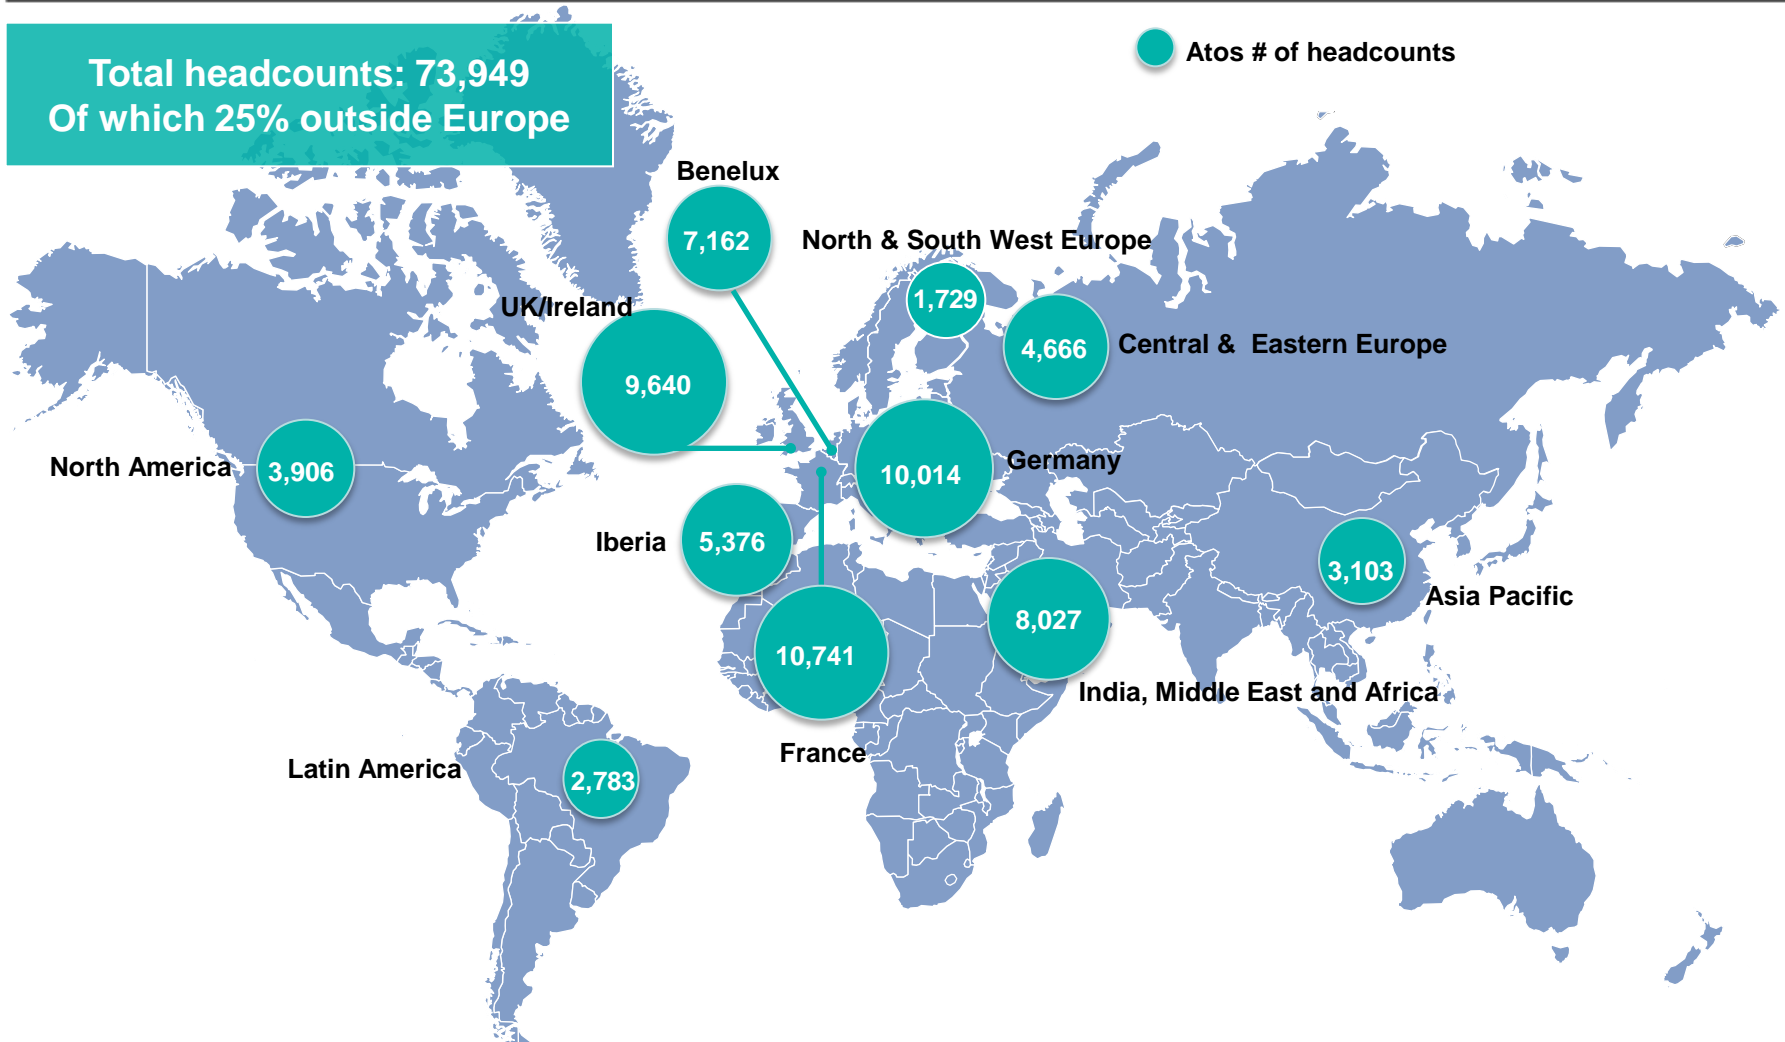 Total headcounts: 73,949
Of which 25% outside Europe
Atos # of headcounts
Benelux
7,162
North & South West Europe
1,729
UK/Ireland
9,640
4,666
Central & Eastern Europe
North America
3,906
10,014
Germany
Iberia
5,376
3,103
Asia Pacific
8,027
India, Middle East and Africa
10,741
France
Latin America
2,783